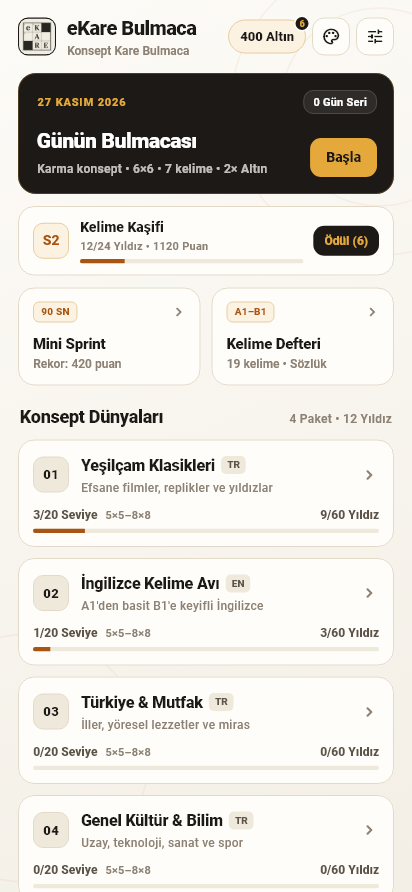 e K
K A
A R E
eKare Bulmaca
Konsept Kare Bulmaca
400 Altın
6
27 KASIM 2026
0 Gün Seri
Günün Bulmacası
Karma konsept • 6×6 • 7 kelime • 2× Altın
Başla
S2
Kelime Kaşifi
12/24 Yıldız • 1120 Puan
Ödül (6)
90 SN
Mini Sprint
Rekor: 420 puan
A1–B1
Kelime Defteri
19 kelime • Sözlük
Konsept Dünyaları
4 Paket • 12 Yıldız
01
Yeşilçam Klasikleri TR
Efsane filmler, replikler ve yıldızlar
3/20 Seviye 5×5–8×8
9/60 Yıldız
02
İngilizce Kelime Avı EN
A1'den basit B1'e keyifli İngilizce
1/20 Seviye 5×5–8×8
3/60 Yıldız
03
Türkiye & Mutfak TR
İller, yöresel lezzetler ve miras
0/20 Seviye 5×5–8×8
0/60 Yıldız
04
Genel Kültür & Bilim TR
Uzay, teknoloji, sanat ve spor
0/20 Seviye 5×5–8×8
0/60 Yıldız